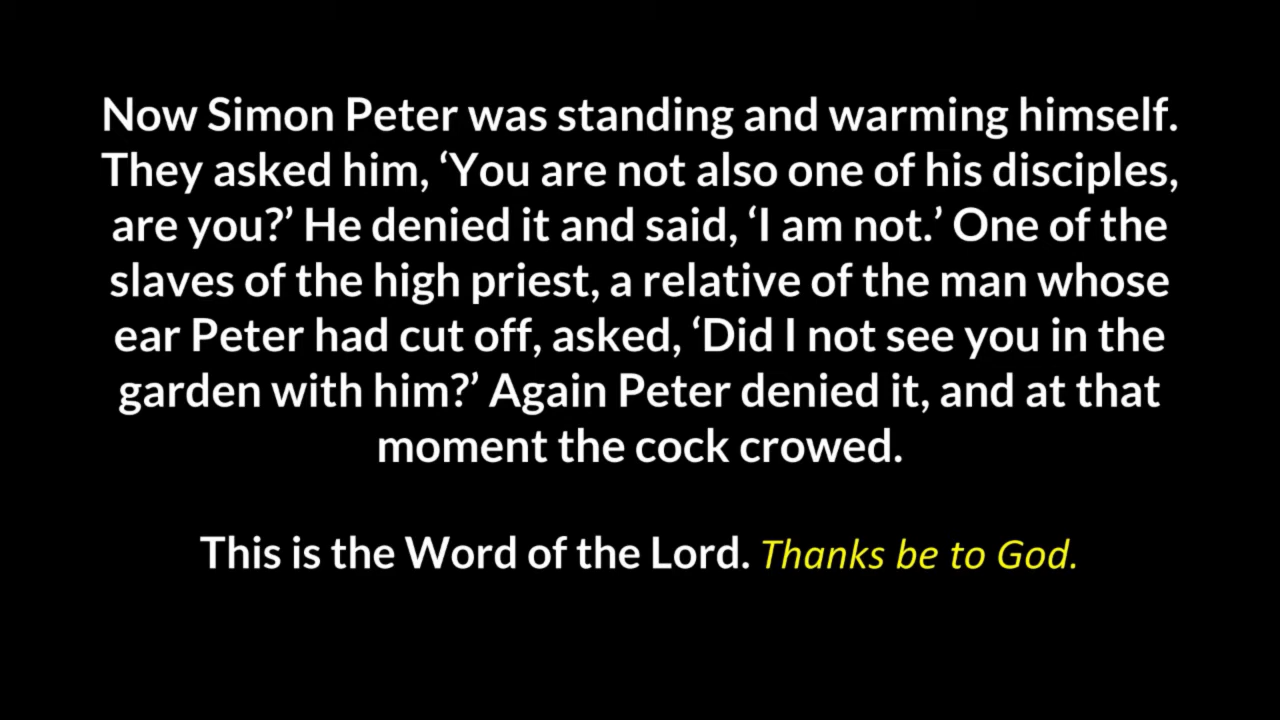 Now Simon Peter was standing and warming himself.
They asked him, ‘You are not also one of his disciples,
are you?’ He denied it and said, ‘I am not.’ One of the
slaves of the high priest, a relative of the man whose
ear Peter had cut off, asked, ‘Did I not see you in the
garden with him?’ Again Peter denied it, and at that
moment the cock crowed.
This is the Word of the Lord. Thanks be to God.